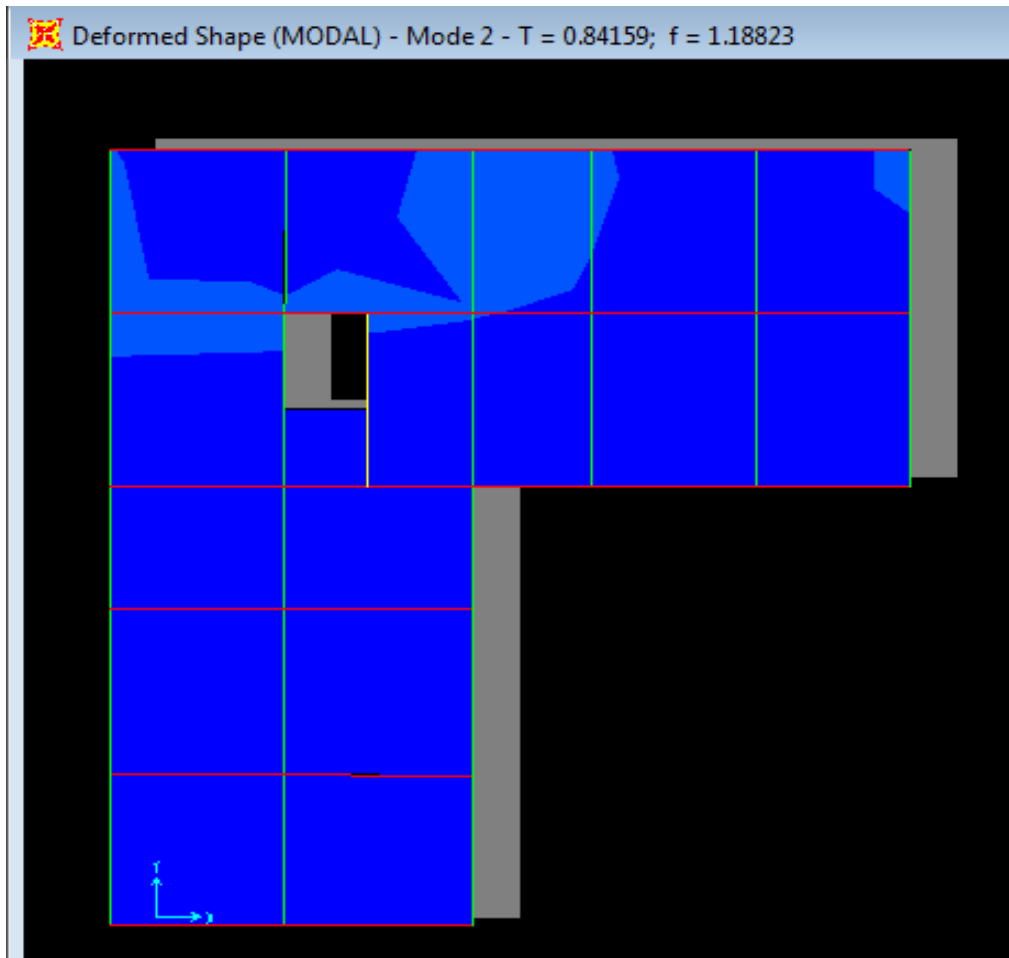 Deformed Shape (MODAL) - Mode 2 - T = 0.84159; f = 1.18823